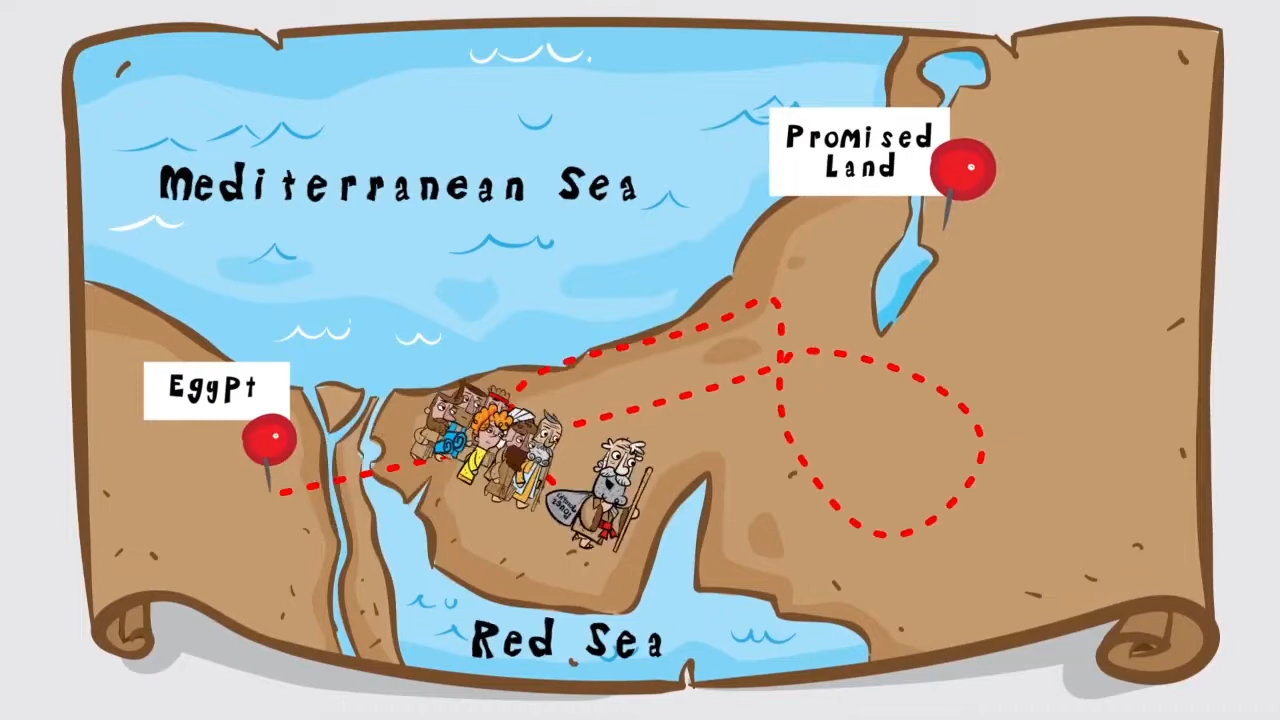 Mediterranean Sea
Promised
Land
Egypt
Red Sea